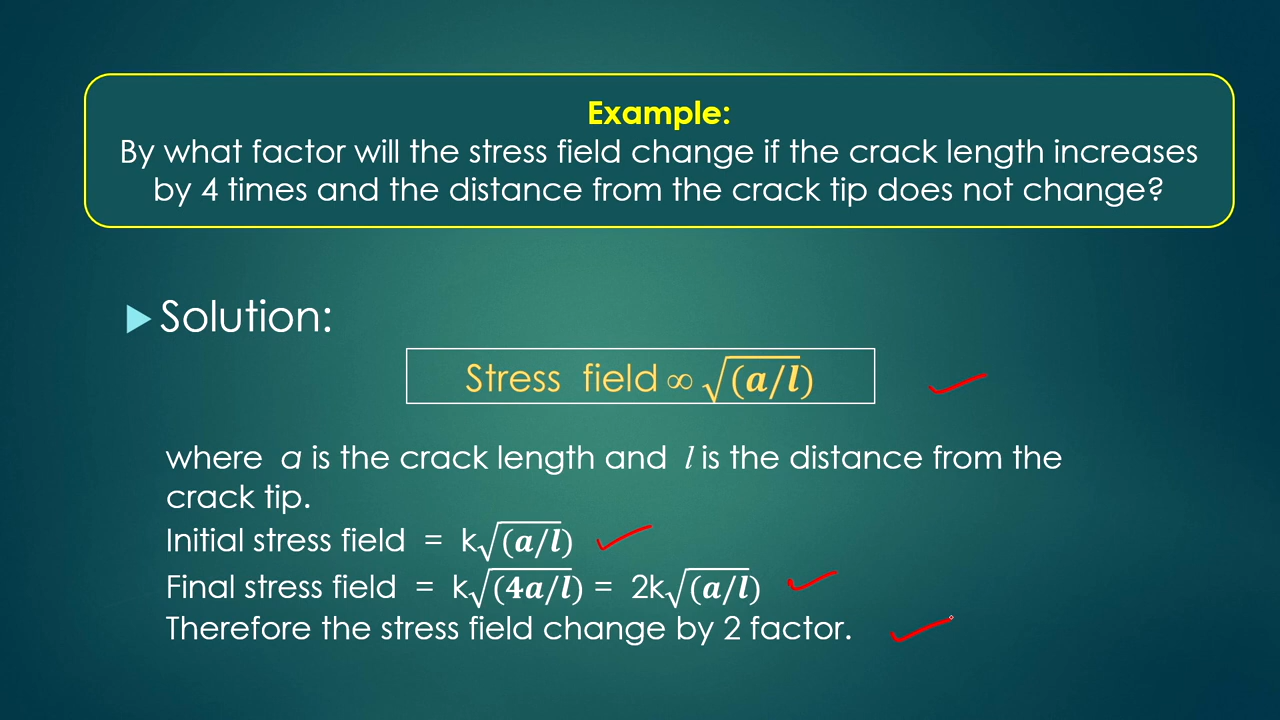 Example:
By what factor will the stress field change if the crack length increases
by 4 times and the distance from the crack tip does not change?
Solution:
Stress field ∞ √(a/l)
where a is the crack length and l is the distance from the
crack tip.
Initial stress field = k√(a/l)
Final stress field = k√(4a/l) = 2k√(a/l)
Therefore the stress field change by 2 factor.